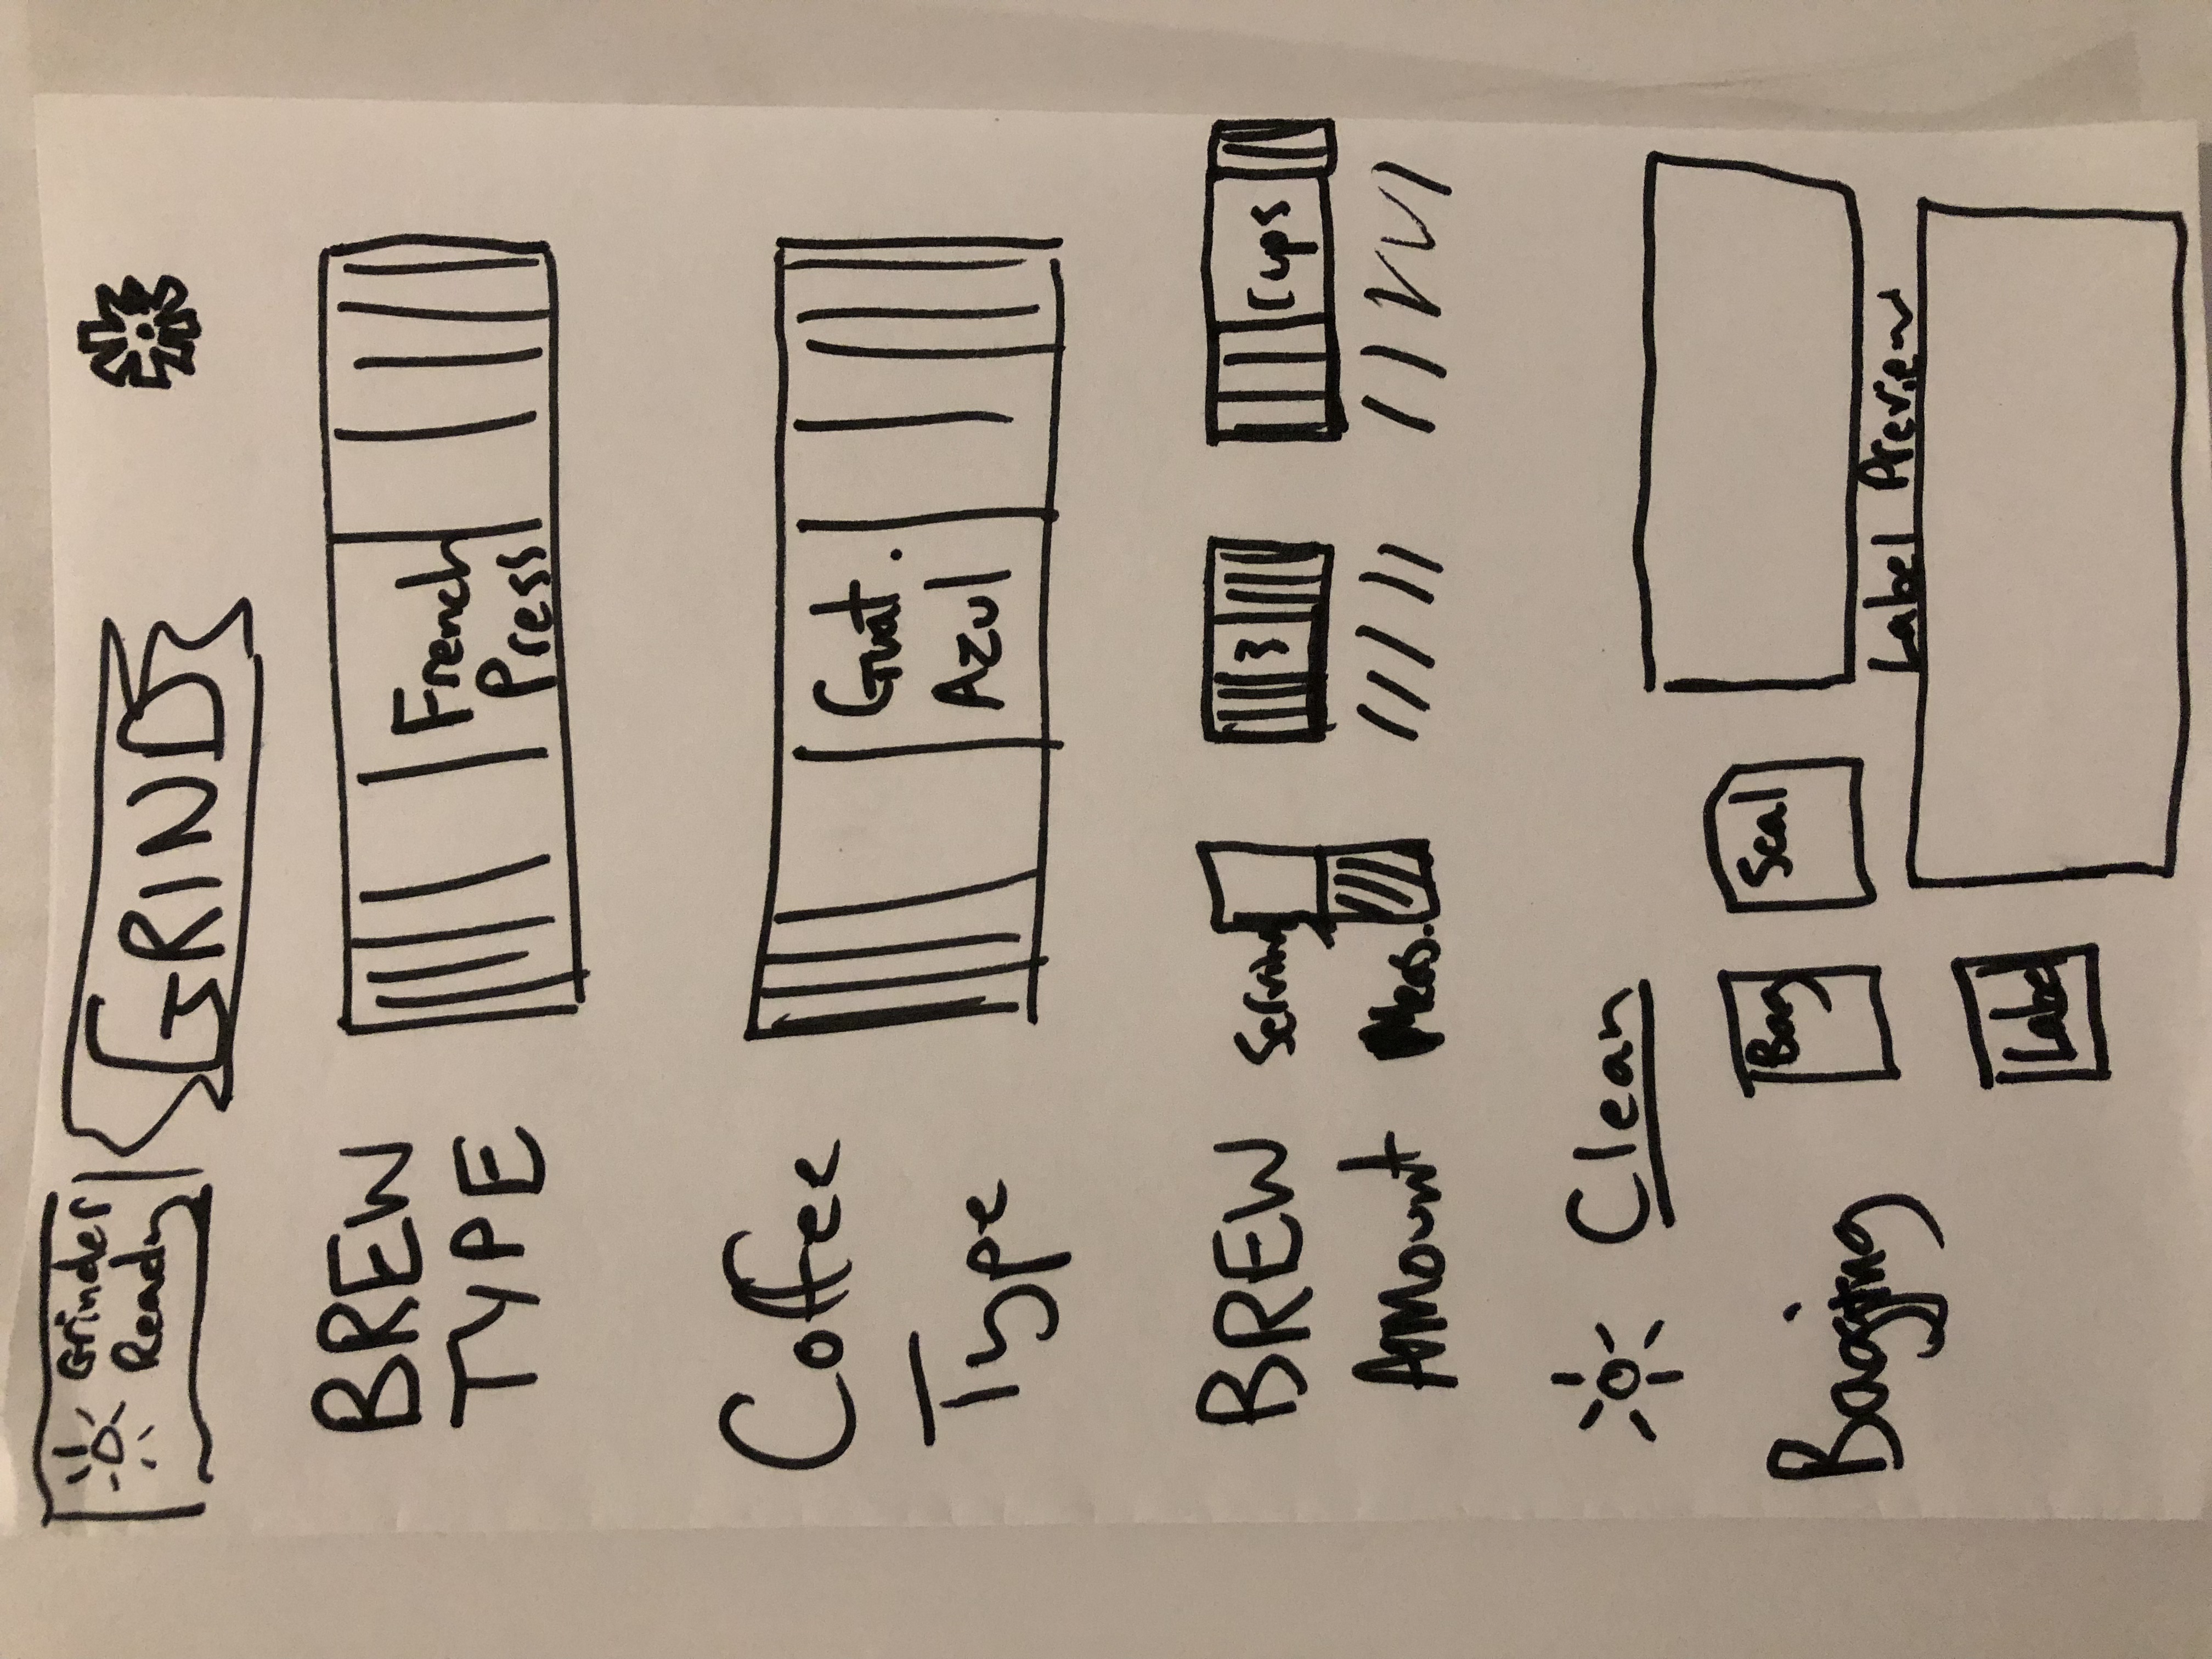 Grinder
Ready
GRIND
BREW
TYPE
French
Press
Coffee
Type
Guat.
Azul
BREW
Amount
Serving
Meas.
3
Cups
Clean
Bagging
Bag
Seal
Label Preview
Label